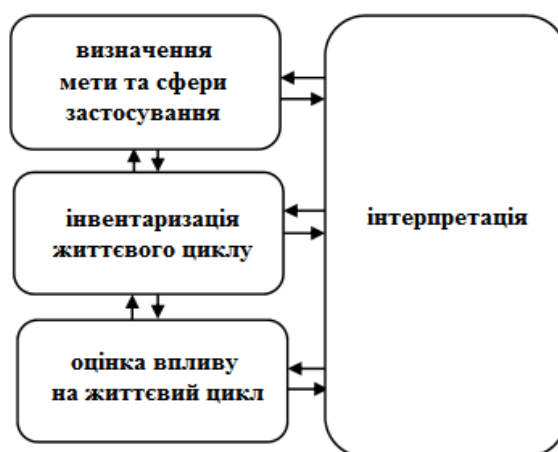 визначення
мети та сфери
застосування
інвентаризація
життєвого циклу
інтерпретація
оцінка впливу
на життєвий цикл